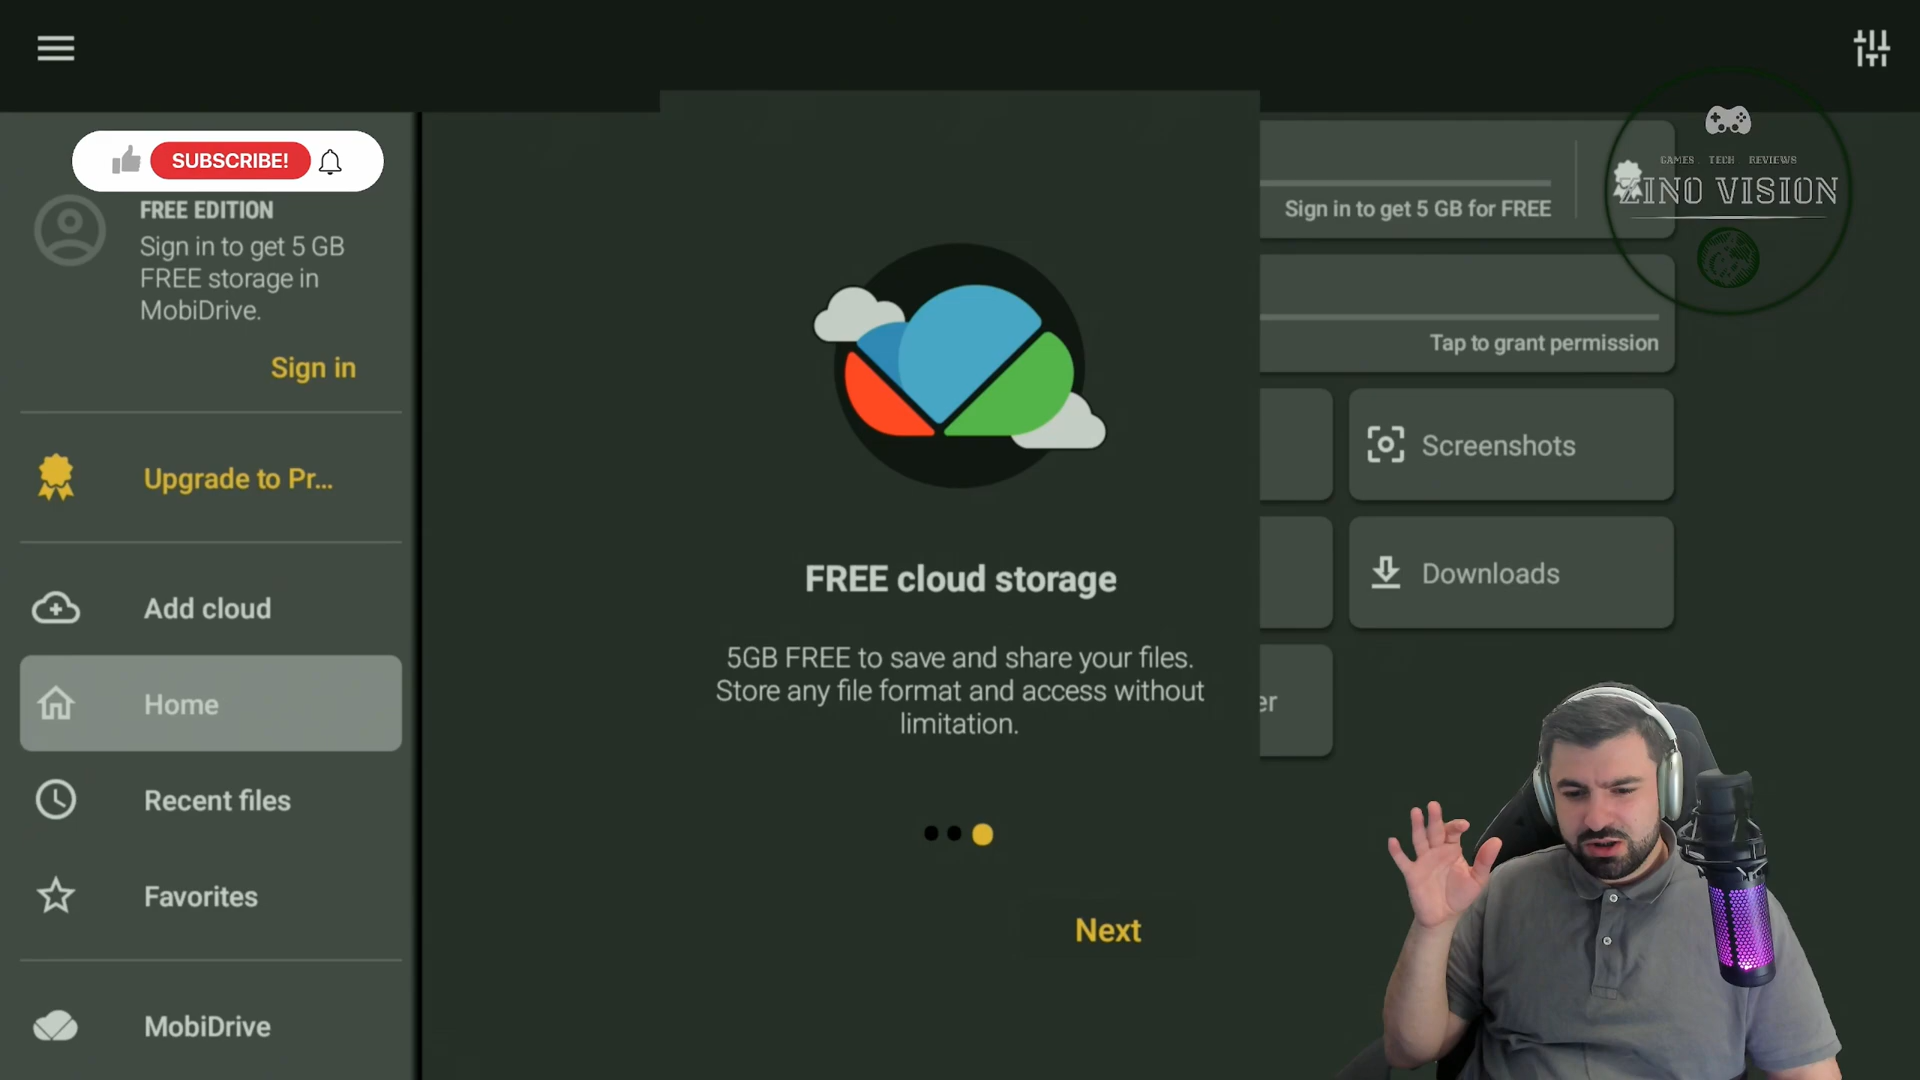 SUBSCRIBE!
FREE EDITION
Sign in to get 5 GB
FREE storage in
MobiDrive.
Sign in
Upgrade to Pr...
Add cloud
Home
Recent files
Favorites
MobiDrive
FREE cloud storage
5GB FREE to save and share your files.
Store any file format and access without
limitation.
Next
Sign in to get 5 GB for FREE
Tap to grant permission
Screenshots
Downloads
er
GAMES . TECH . REVIEWS
ZINO VISION